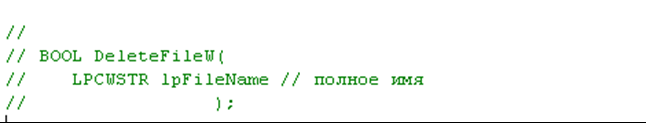 //
// BOOL DeleteFileW(
//    LPCWSTR lpFileName // полное имя
//                );